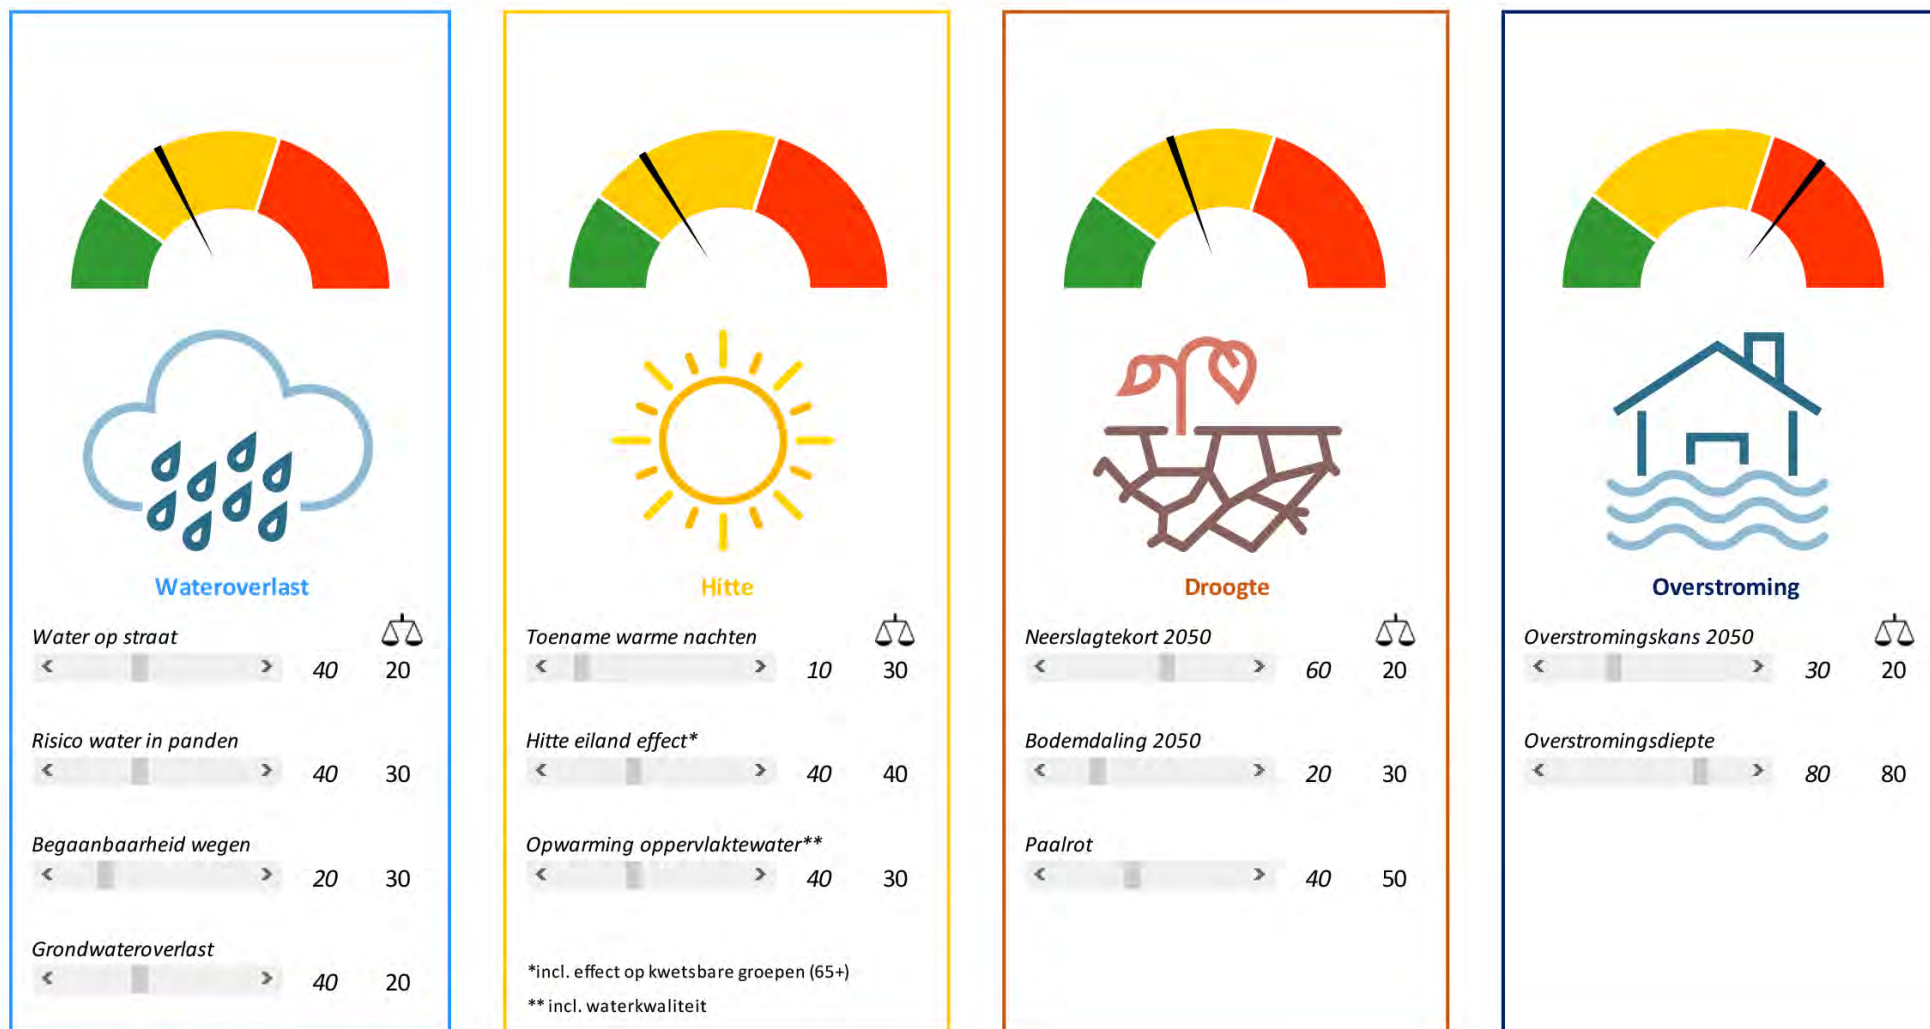 Wateroverlast
Water op straat
40 20
Risico water in panden
40 30
Begaanbaarheid wegen
20 30
Grondwateroverlast
40 20
Hitte
Toename warme nachten
10 30
Hitte eiland effect*
40 40
Opwarming oppervlaktewater**
40 30
*incl. effect op kwetsbare groepen (65+)
** incl. waterkwaliteit
Droogte
Neerslagtekort 2050
60 20
Bodemdaling 2050
20 30
Paalrot
40 50
Overstroming
Overstromingskans 2050
30 20
Overstromingsdiepte
80 80